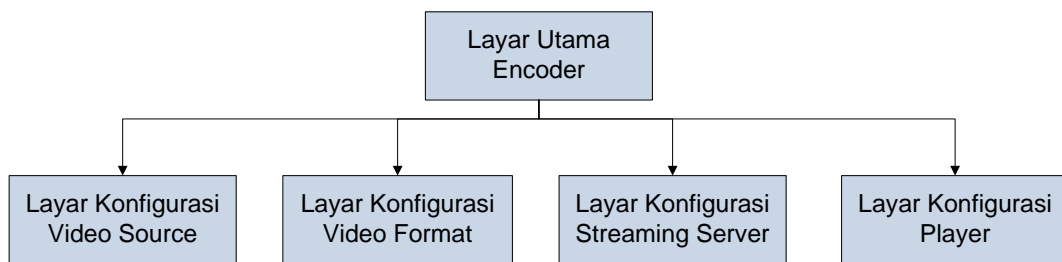 Layar Utama
Encoder
Layar Konfigurasi
Video Source
Layar Konfigurasi
Video Format
Layar Konfigurasi
Streaming Server
Layar Konfigurasi
Player